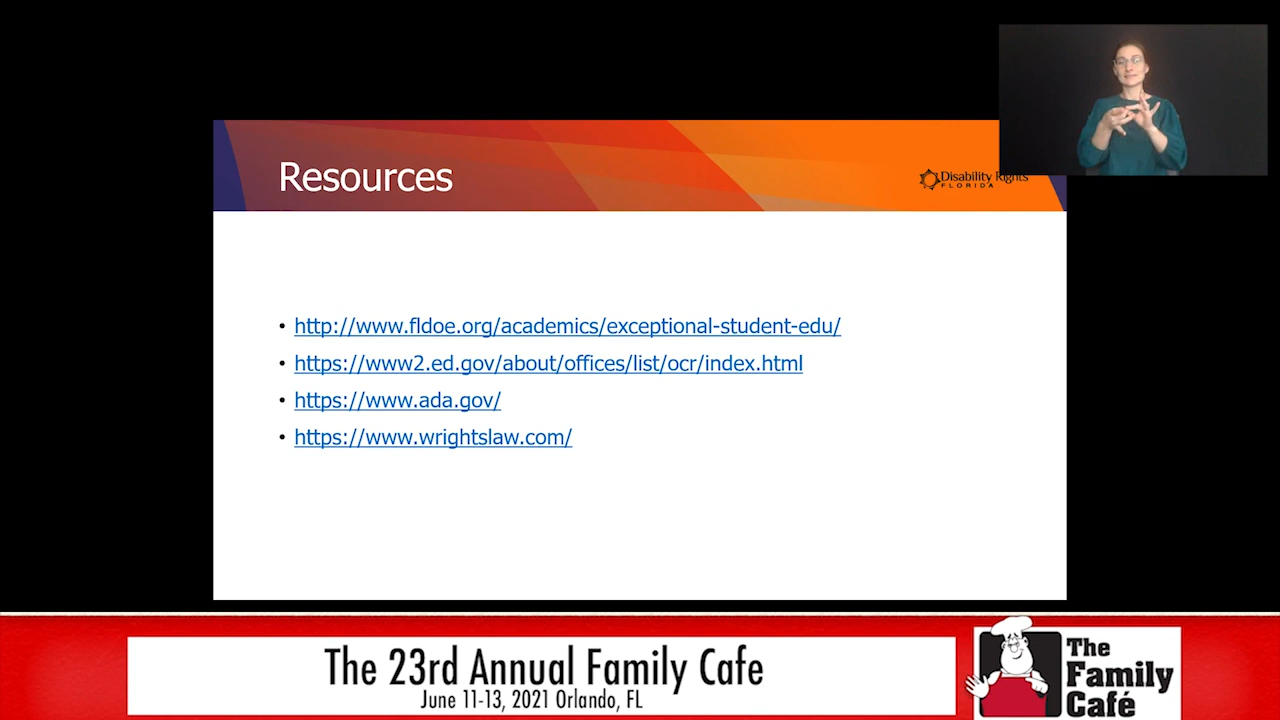 Resources
Disability Rights
FLORIDA
• http://www.fldoe.org/academics/exceptional-student-edu/
• https://www2.ed.gov/about/offices/list/ocr/index.html
• https://www.ada.gov/
• https://www.wrightslaw.com/
The 23rd Annual Family Cafe
June 11-13, 2021 Orlando, FL
The
Family
Café